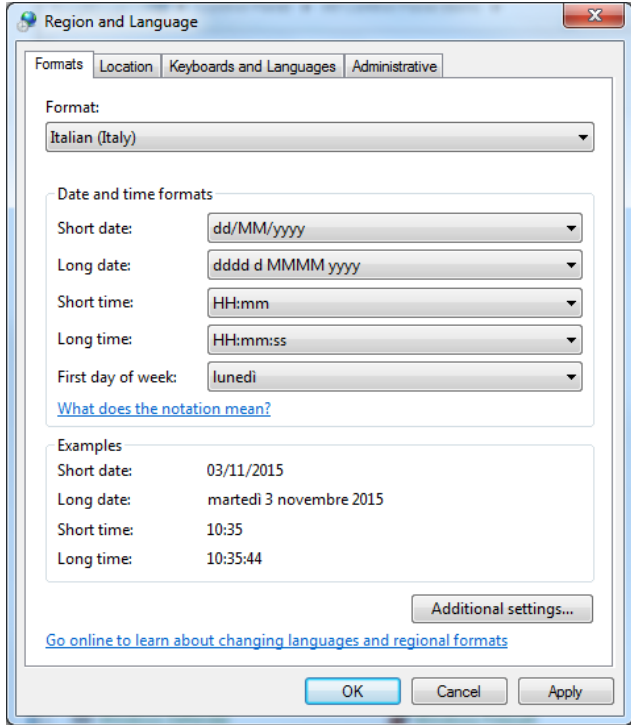 Region and Language
Formats Location Keyboards and Languages Administrative
Format:
Italian (Italy)
Date and time formats
Short date: dd/MM/yyyy
Long date: dddd d MMMM yyyy
Short time: HH:mm
Long time: HH:mm:ss
First day of week: lunedì
What does the notation mean?
Examples
Short date: 03/11/2015
Long date: martedì 3 novembre 2015
Short time: 10:35
Long time: 10:35:44
Additional settings...
Go online to learn about changing languages and regional formats
OK Cancel Apply